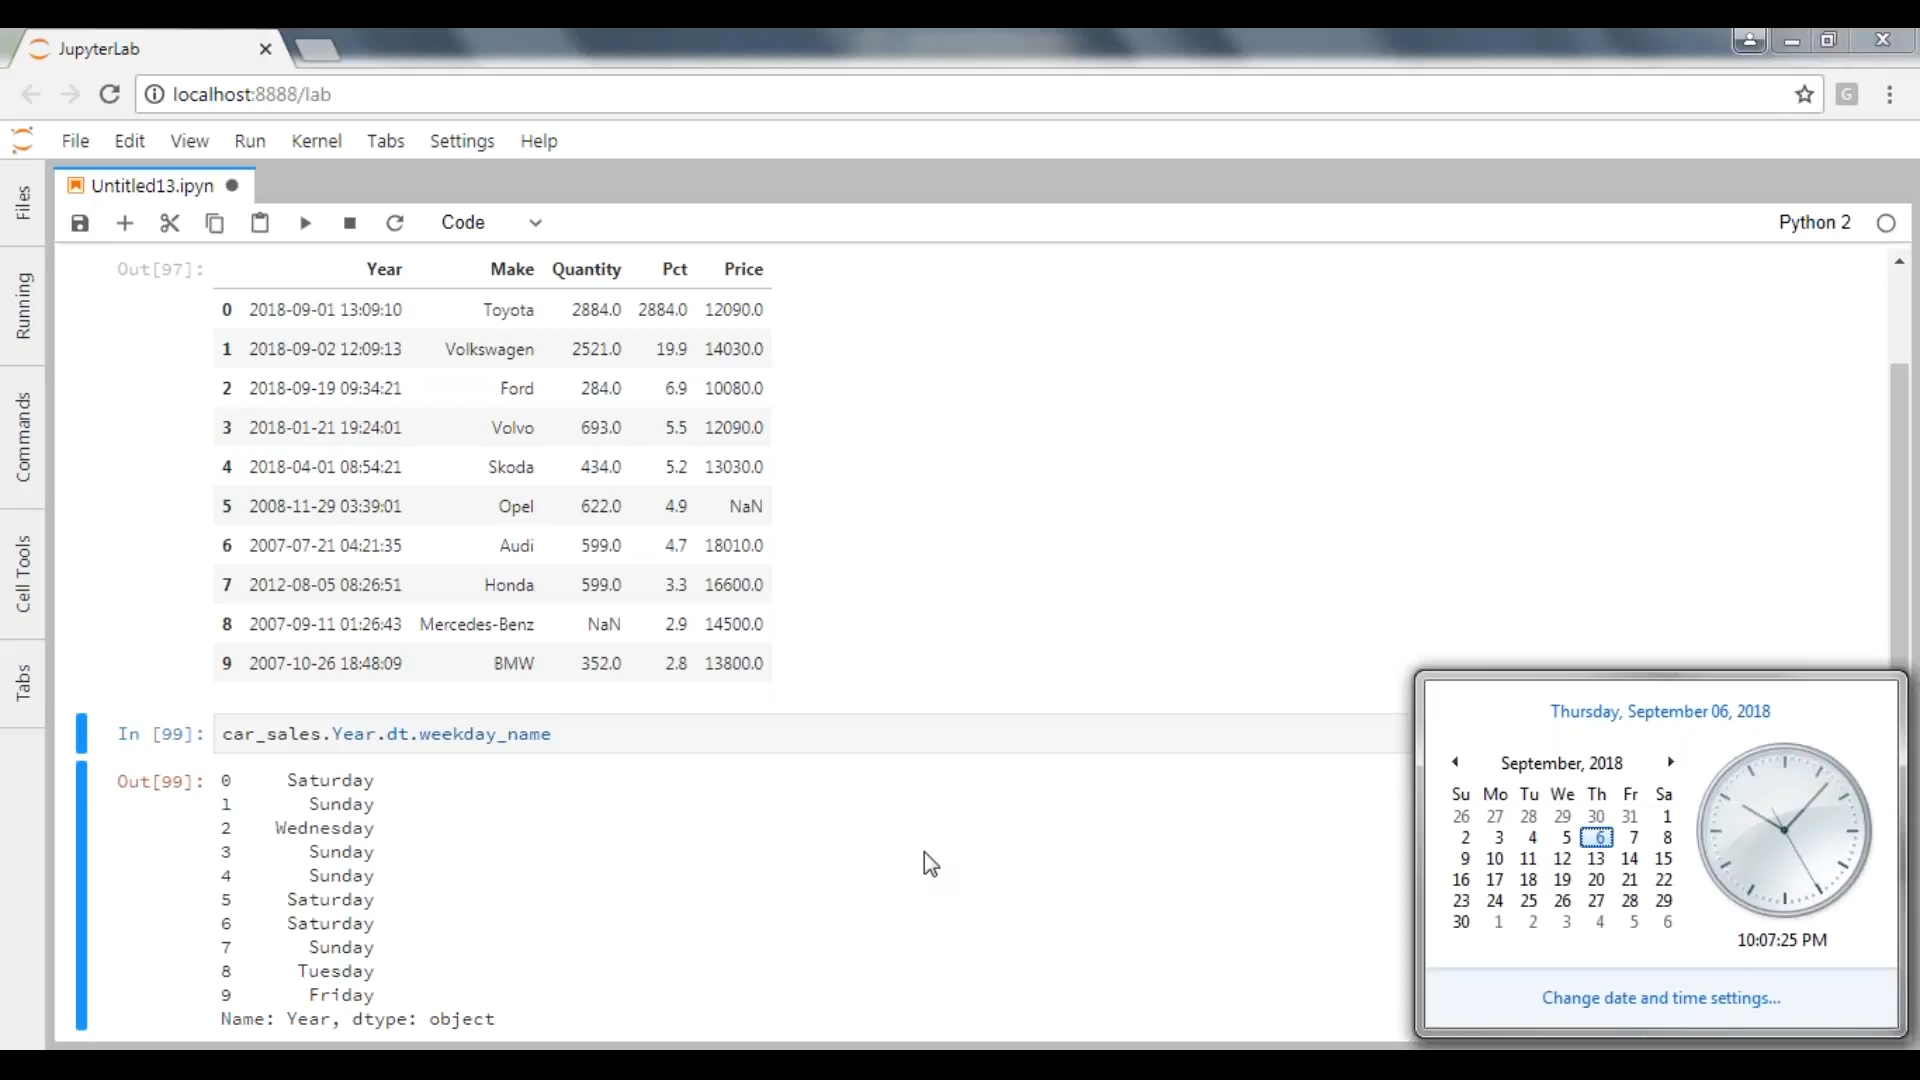 JupyterLab
localhost:8888/lab
G
File Edit View Run Kernel Tabs Settings Help
Files
Running
Commands
Cell Tools
Tabs
Untitled13.ipyn
Code
Python 2
Out[97]:
Year Make Quantity Pct Price
0 2018-09-01 13:09:10 Toyota 2884.0 2884.0 12090.0
1 2018-09-02 12:09:13 Volkswagen 2521.0 19.9 14030.0
2 2018-09-19 09:34:21 Ford 284.0 6.9 10080.0
3 2018-01-21 19:24:01 Volvo 693.0 5.5 12090.0
4 2018-04-01 08:54:21 Skoda 434.0 5.2 13030.0
5 2008-11-29 03:39:01 Opel 622.0 4.9 NaN
6 2007-07-21 04:21:35 Audi 599.0 4.7 18010.0
7 2012-08-05 08:26:51 Honda 599.0 3.3 16600.0
8 2007-09-11 01:26:43 Mercedes-Benz NaN 2.9 14500.0
9 2007-10-26 18:48:09 BMW 352.0 2.8 13800.0
In [99]: car_sales.Year.dt.weekday_name
Out[99]: 0 Saturday
1 Sunday
2 Wednesday
3 Sunday
4 Sunday
5 Saturday
6 Saturday
7 Sunday
8 Tuesday
9 Friday
Name: Year, dtype: object
Thursday, September 06, 2018
September, 2018
Su Mo Tu We Th Fr Sa
26 27 28 29 30 31 1
2 3 4 5 6 7 8
9 10 11 12 13 14 15
16 17 18 19 20 21 22
23 24 25 26 27 28 29
30 1 2 3 4 5 6
10:07:25 PM
Change date and time settings...